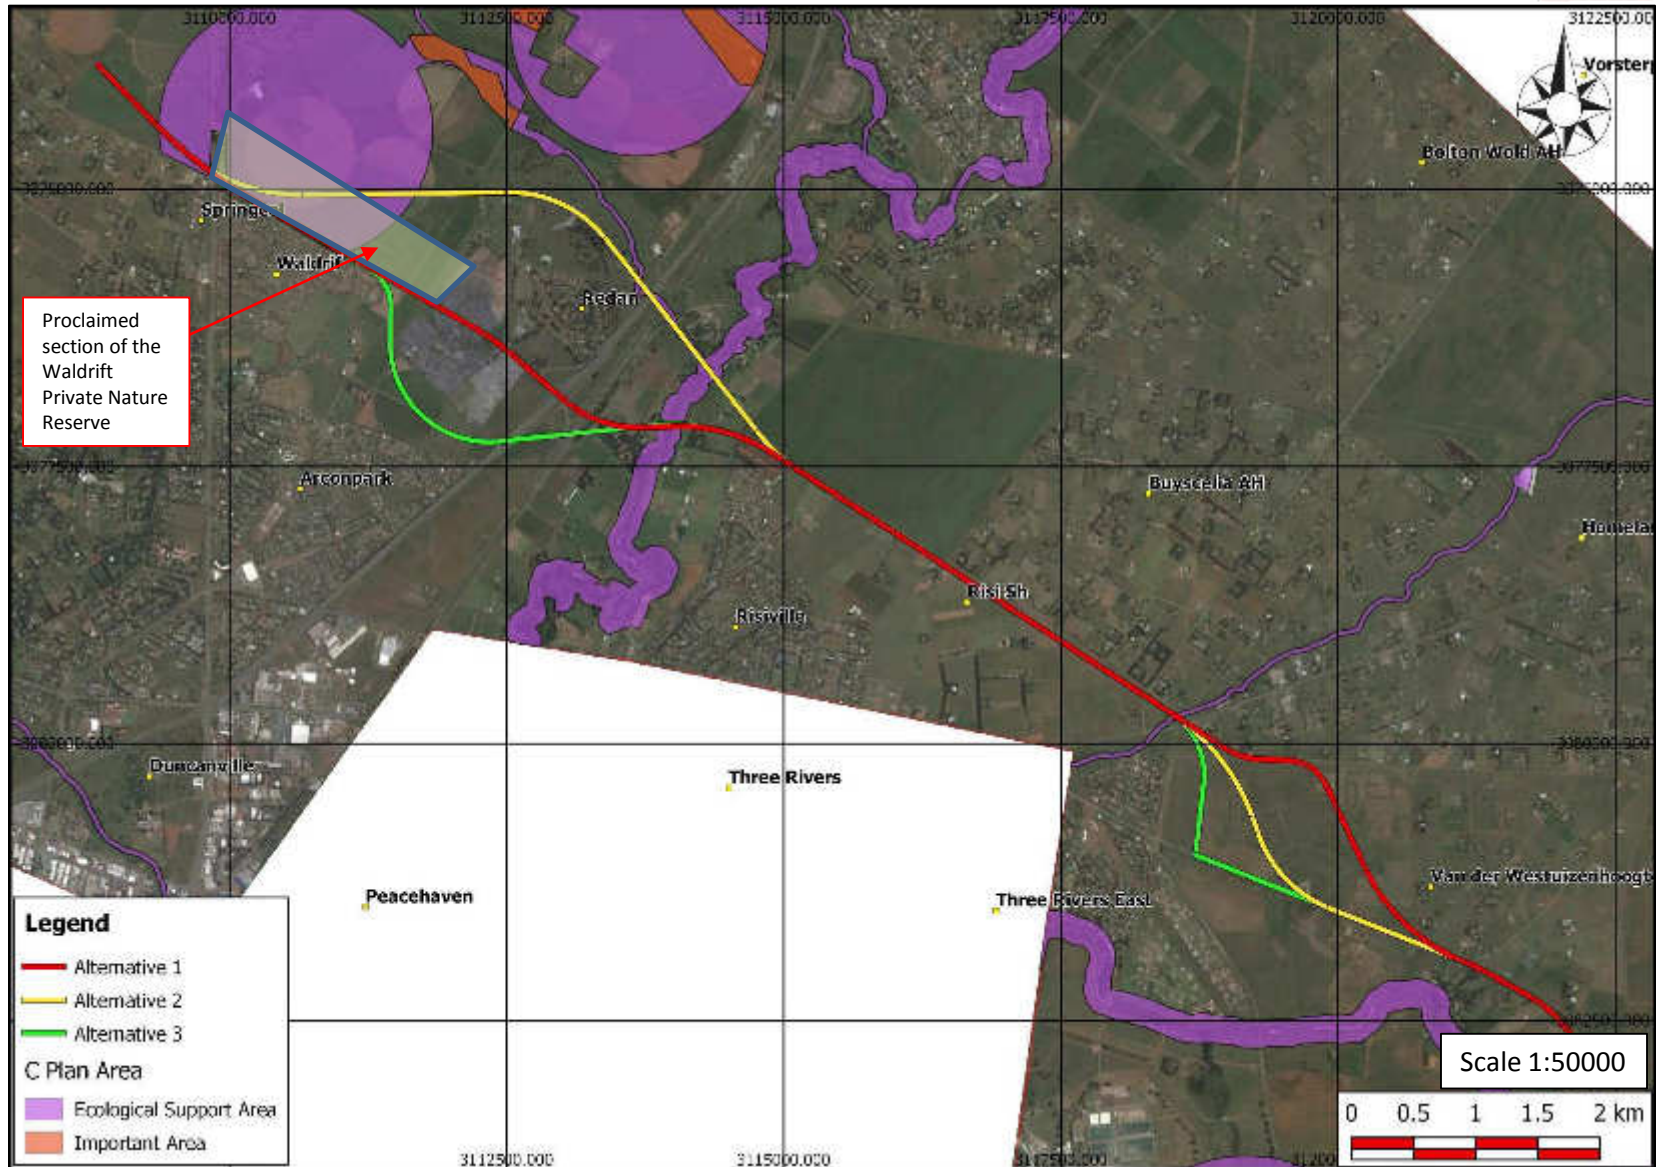 3110000.000
3112500.000
3115000.000
3117500.000
3120000.000
3122500.00
Vorsterp
Bolton Wold AH
Springc
Waldrif
Redan
Proclaimed
section of the
Waldrift
Private Nature
Reserve
Arconpark
Buyscelia AH
Homelan
Risi Sh
Risiville
Duncanville
Three Rivers
Peacehaven
Three Rivers East
Van der Westuizenhoogt
Legend
Alternative 1
Alternative 2
Alternative 3
C Plan Area
Ecological Support Area
Important Area
Scale 1:50000
0 0.5 1 1.5 2 km
3112500.000
3115000.000